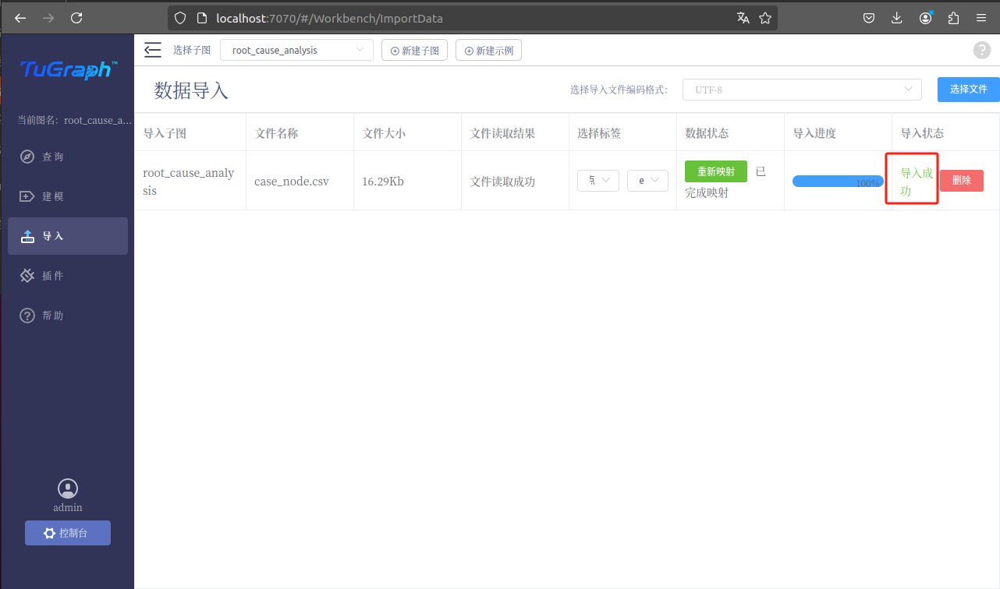 localhost:7070/#/Workbench/ImportData
TuGraph™
选择子图 root_cause_analysis 新建子图 新建示例 ?
数据导入 选择导入文件编码格式: UTF-8 选择文件
当前图名: root_cause_a...
查询
建模
导入
插件
帮助
admin
控制台
导入子图 文件名称 文件大小 文件读取结果 选择标签 数据状态 导入进度 导入状态
root_cause_analy
sis
case_node.csv
16.29Kb
文件读取成功
e
重新映射 已
完成映射
100%
导入成
功
删除